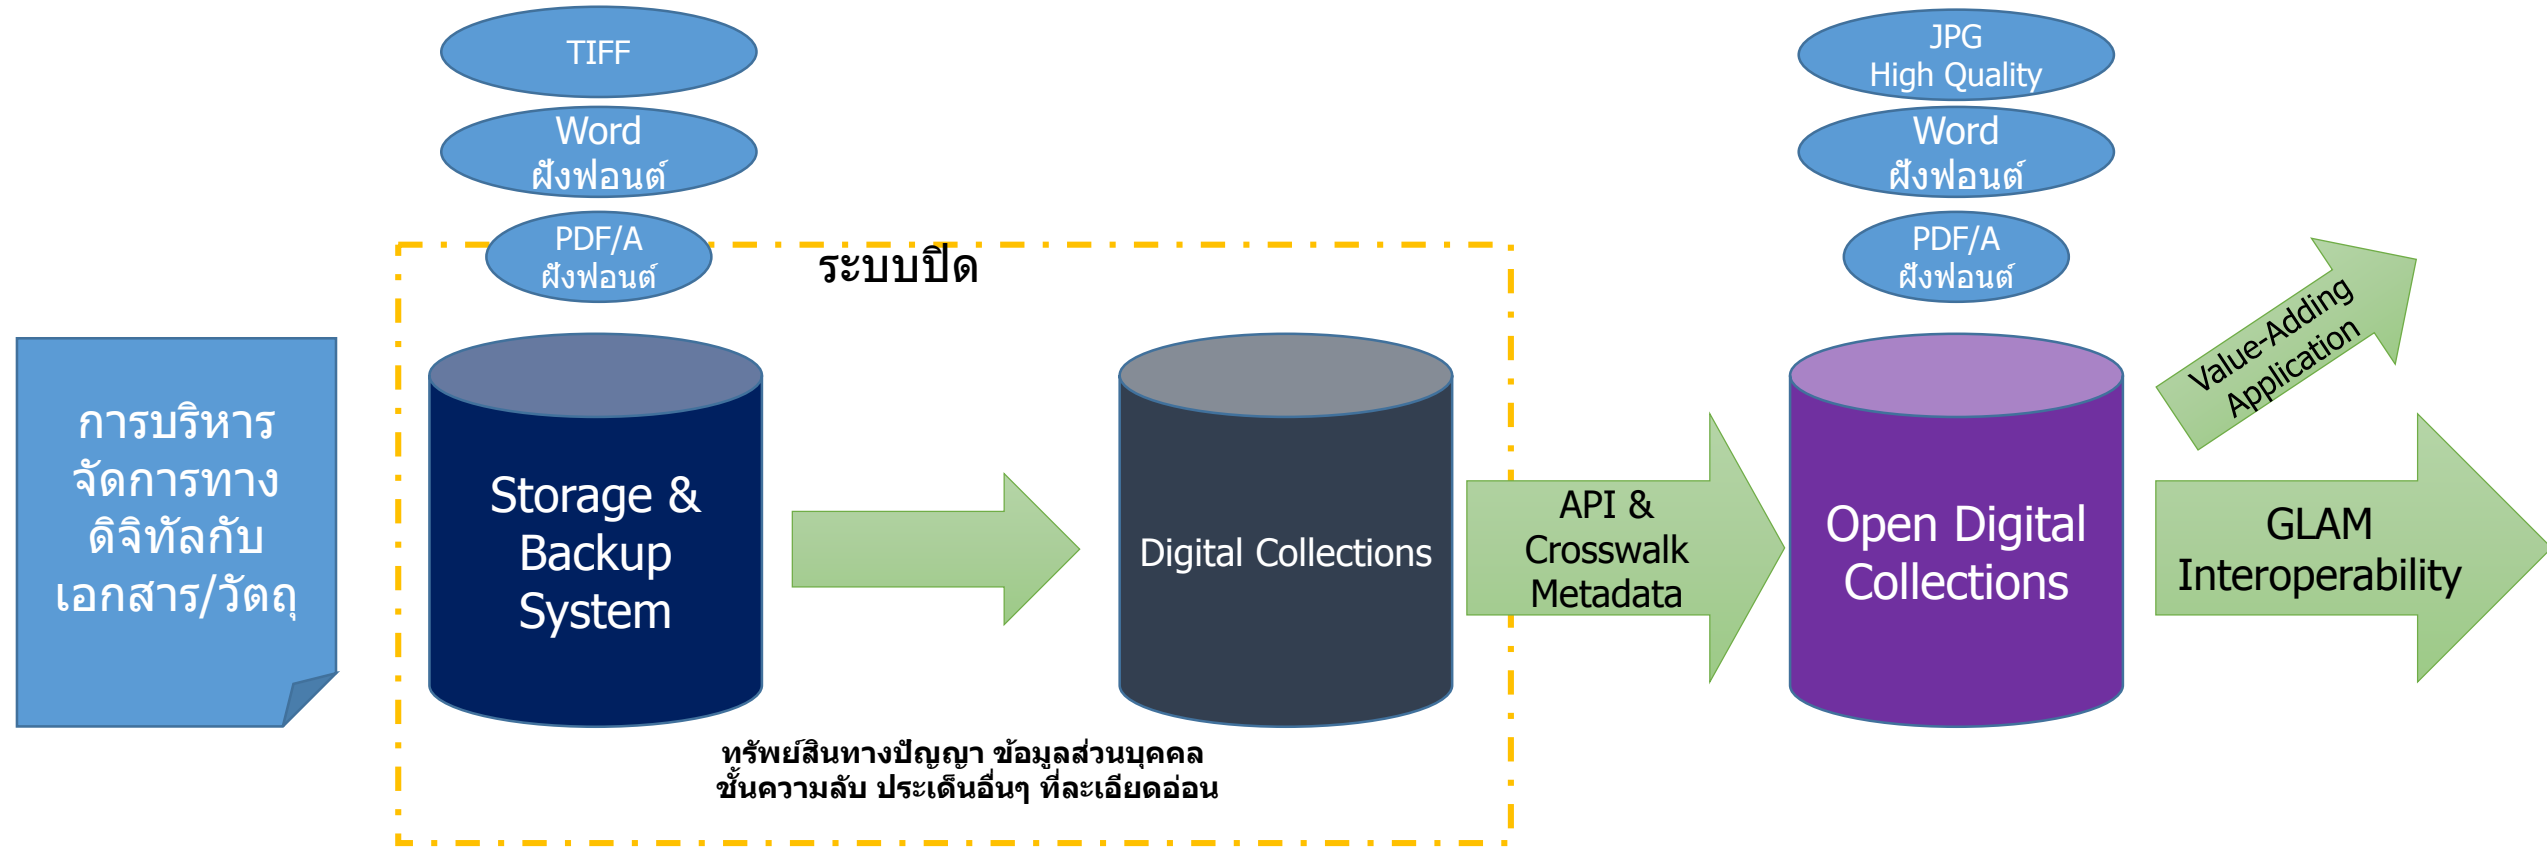 TIFF
Word
ฝังฟอนต์
PDF/A
ฝังฟอนต์
JPG
High Quality
Word
ฝังฟอนต์
PDF/A
ฝังฟอนต์
ระบบปิด
การบริหาร
จัดการทาง
ดิจิทัลกับ
เอกสาร/วัตถุ
Storage &
Backup
System
Digital Collections
API &
Crosswalk
Metadata
Open Digital
Collections
Value-Adding
Application
GLAM
Interoperability
ทรัพย์สินทางปัญญา ข้อมูลส่วนบุคคล
ชั้นความลับ ประเด็นอื่นๆ ที่ละเอียดอ่อน